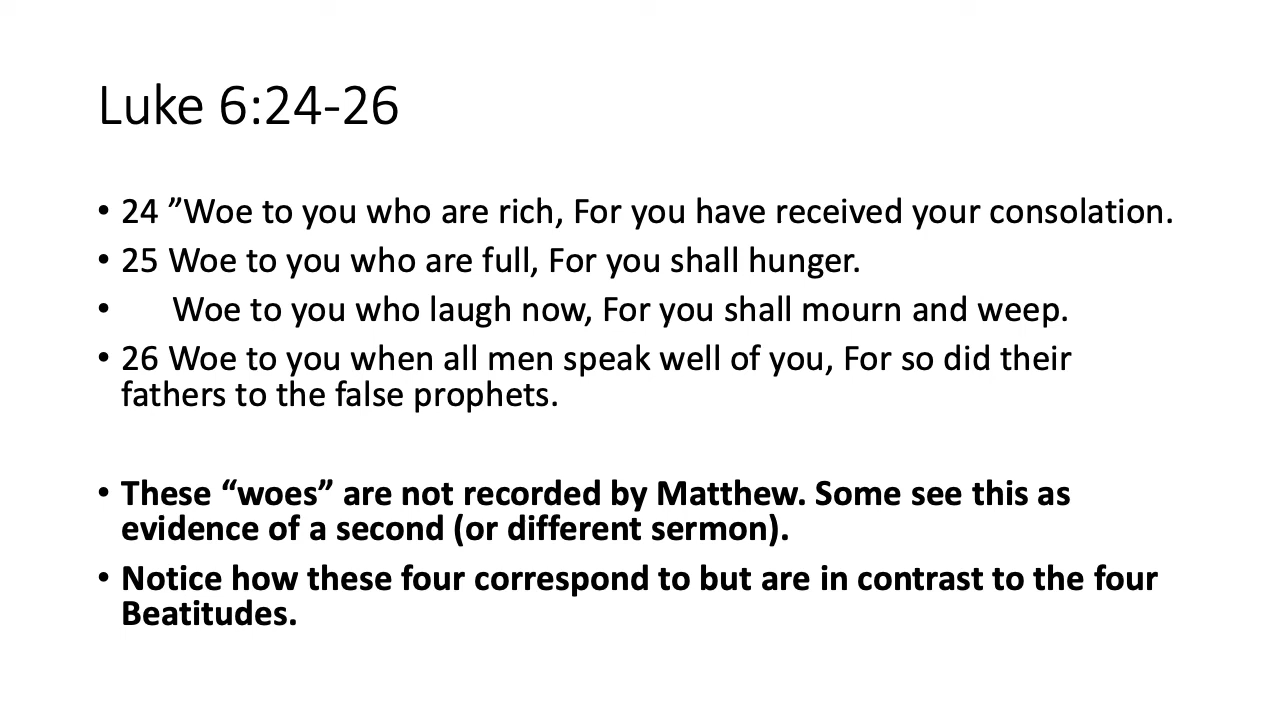 Luke 6:24-26
• 24 ”Woe to you who are rich, For you have received your consolation.
• 25 Woe to you who are full, For you shall hunger.
• Woe to you who laugh now, For you shall mourn and weep.
• 26 Woe to you when all men speak well of you, For so did their
fathers to the false prophets.
• These “woes” are not recorded by Matthew. Some see this as
evidence of a second (or different sermon).
• Notice how these four correspond to but are in contrast to the four
Beatitudes.